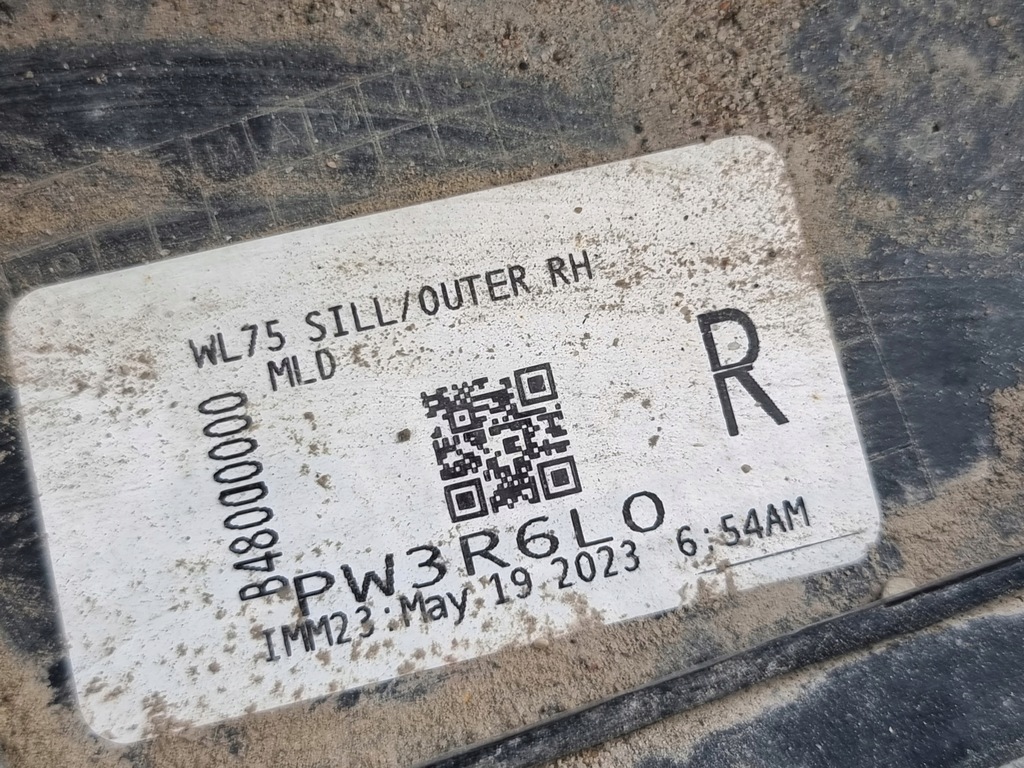 WL75 SILL/OUTER RH
MLD
R
B48000000
PW3R6LO
IMM23:May 19 2023 6:54AM